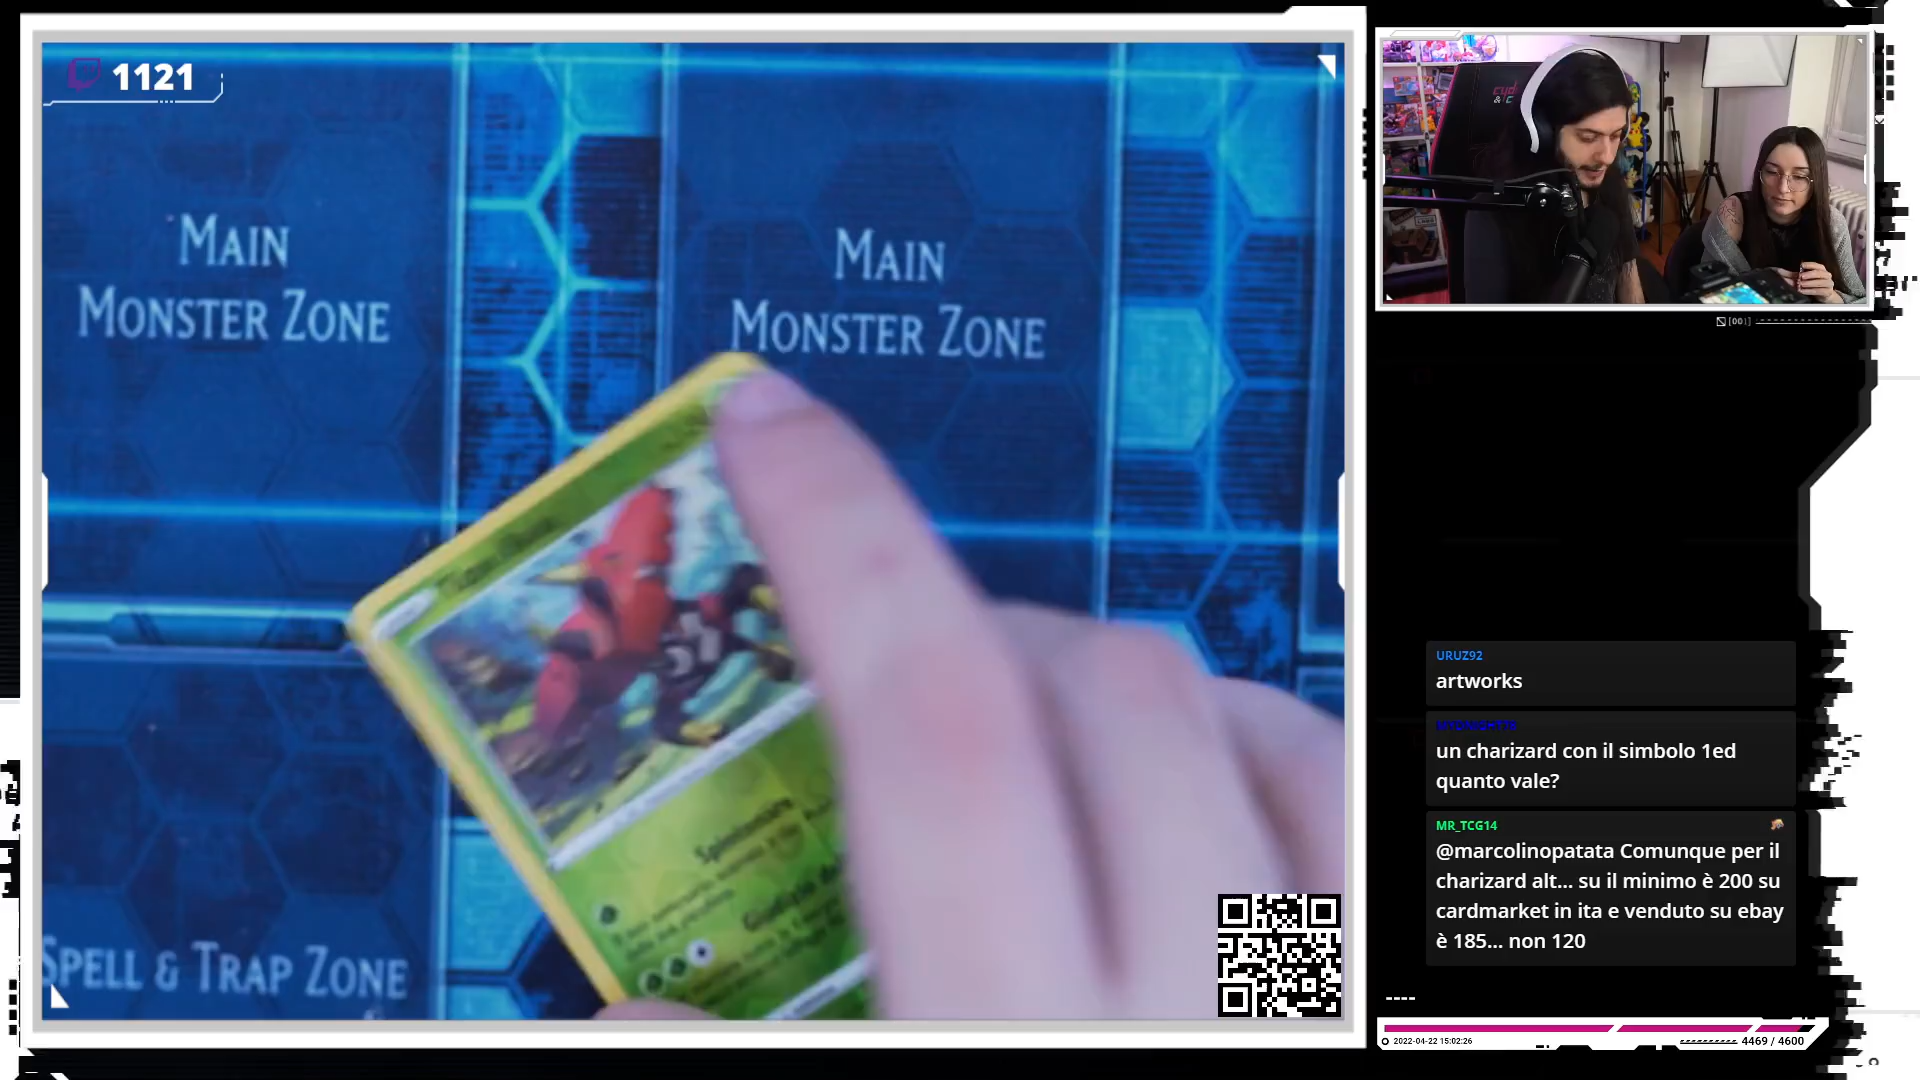 1121
MAIN
MONSTER ZONE
MAIN
MONSTER ZONE
SPELL & TRAP ZONE
URUZ92
artworks
un charizard con il simbolo 1ed
quanto vale?
MR_TCG14
@marcolinopatata Comunque per il
charizard alt... su il minimo è 200 su
cardmarket in ita e venduto su ebay
è 185... non 120
[00\]
----
2022-04-22 15:02:26
4469 / 4600